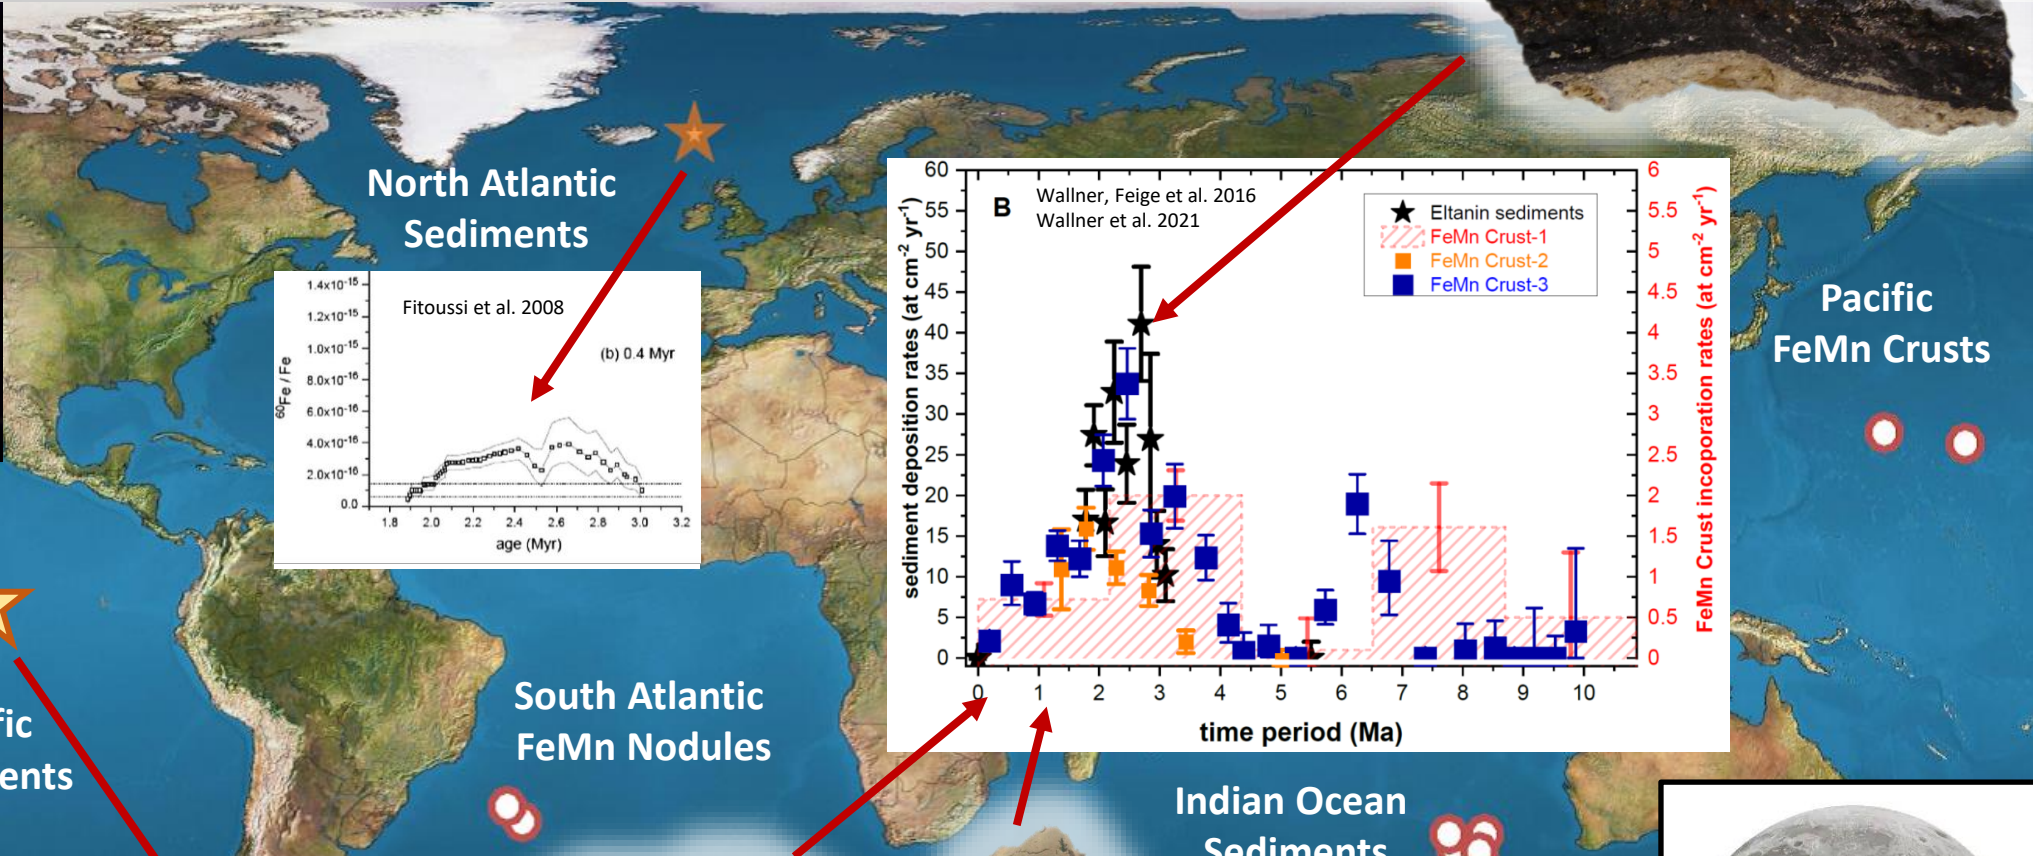 North Atlantic
Sediments
Fitoussi et al. 2008
(b) 0.4 Myr
60Fe / Fe
1.4x10-15
1.2x10-15
1.0x10-15
8.0x10-16
6.0x10-16
4.0x10-16
2.0x10-16
0.0
1.8 2.0 2.2 2.4 2.6 2.8 3.0 3.2
age (Myr)
B
Wallner, Feige et al. 2016
Wallner et al. 2021
Eltanin sediments
FeMn Crust-1
FeMn Crust-2
FeMn Crust-3
sediment deposition rates (at cm-2 yr-1)
60
55
50
45
40
35
30
25
20
15
10
5
0
FeMn Crust incoporation rates (at cm-2 yr-1)
6
5.5
5
4.5
4
3.5
3
2.5
2
1.5
1
0.5
0
0 1 2 3 4 5 6 7 8 9 10
time period (Ma)
Pacific
FeMn Crusts
South Atlantic
FeMn Nodules
Indian Ocean
Sediments
fic
ents